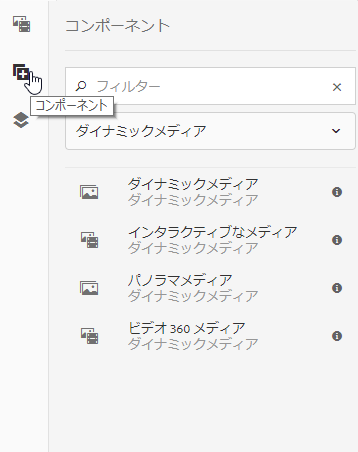 コンポーネント
フィルター
コンポーネント
ダイナミックメディア
ダイナミックメディア
ダイナミックメディア
インタラクティブなメディア
ダイナミックメディア
パノラマメディア
ダイナミックメディア
ビデオ 360 メディア
ダイナミックメディア